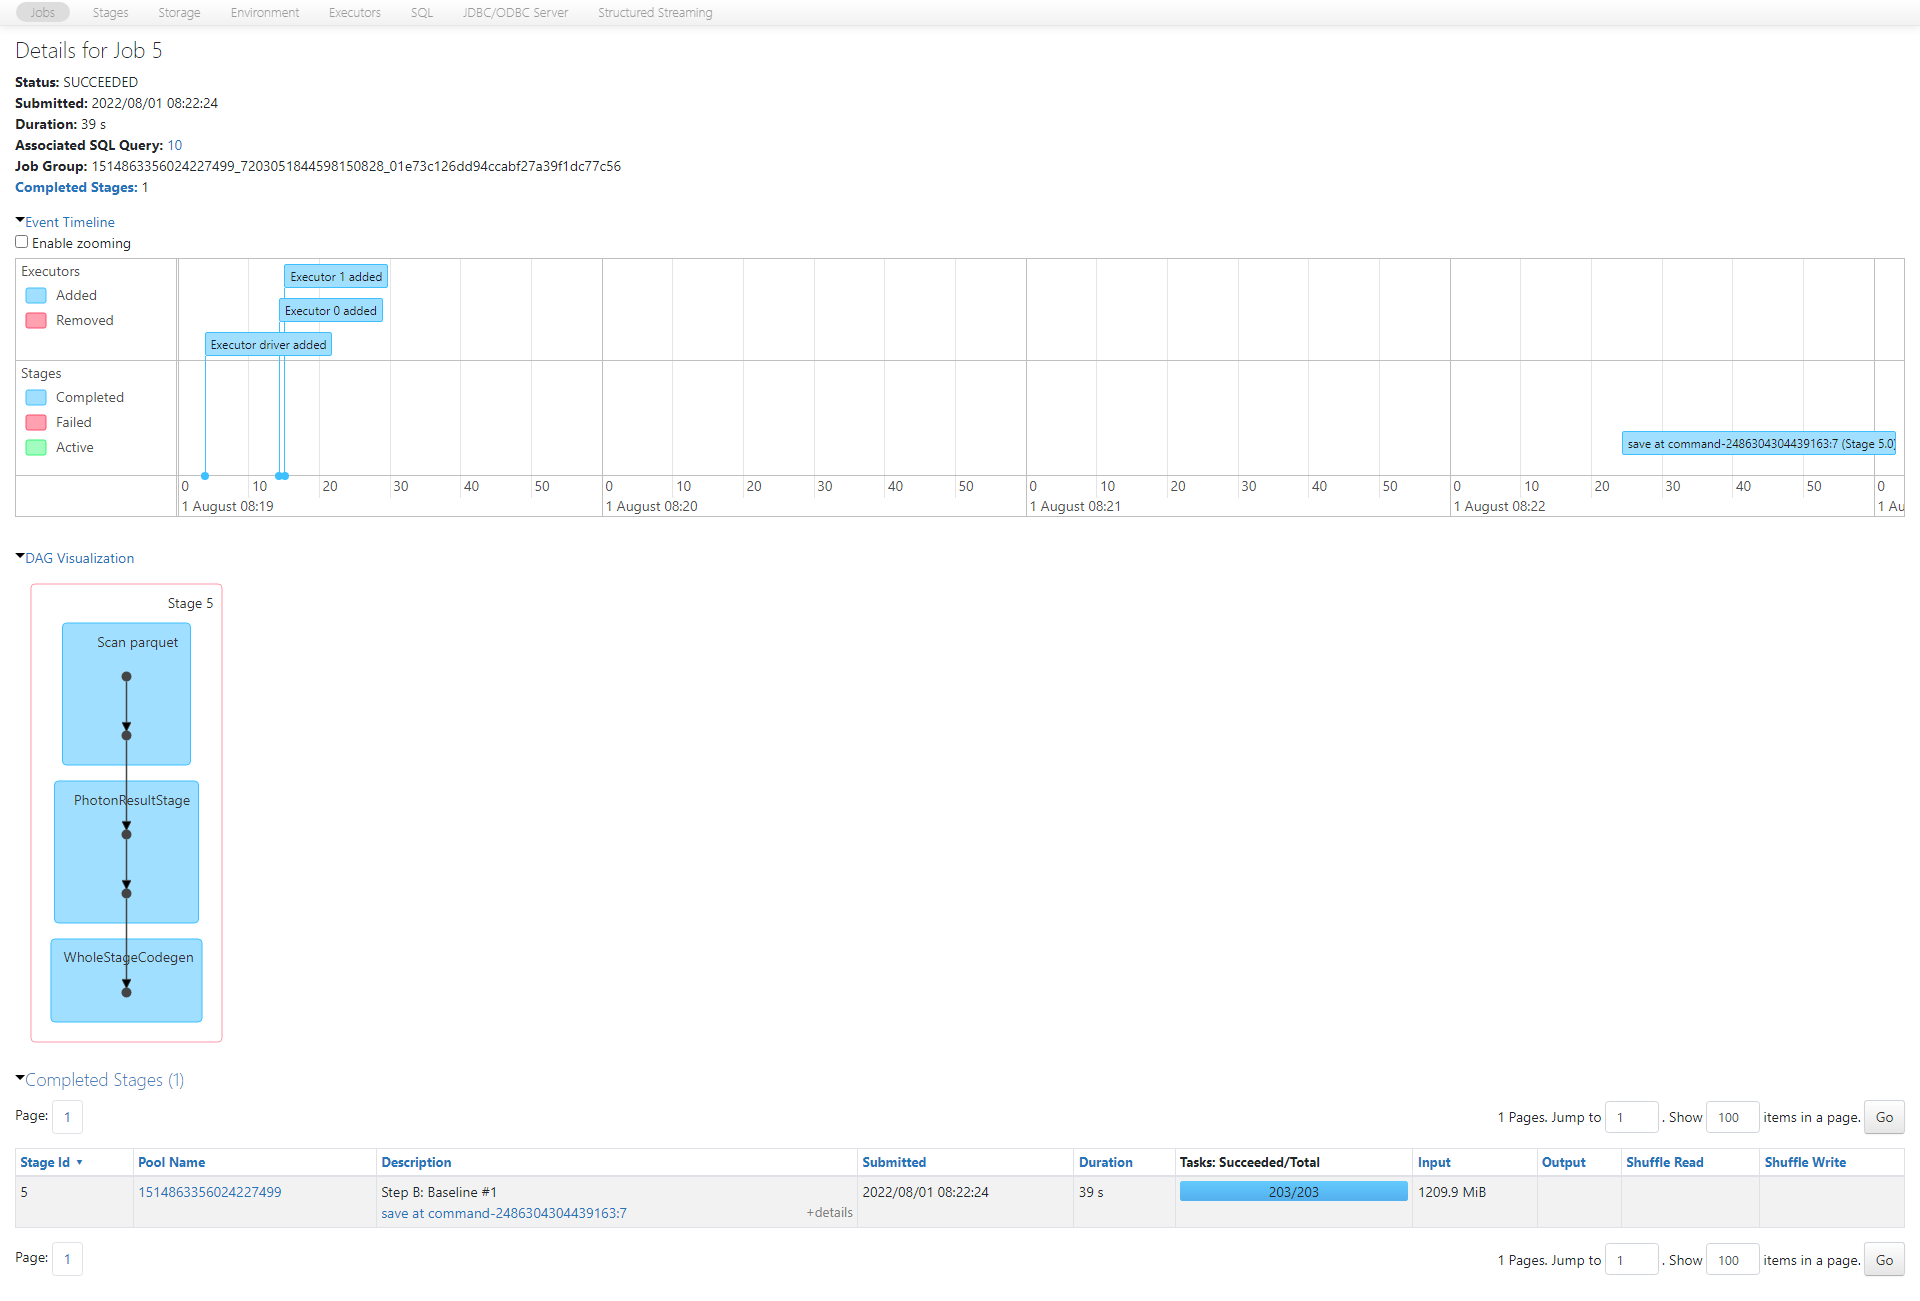 Jobs Stages Storage Environment Executors SQL JDBC/ODBC Server Structured Streaming
Details for Job 5
Status: SUCCEEDED
Submitted: 2022/08/01 08:22:24
Duration: 39 s
Associated SQL Query: 10
Job Group: 1514863356024227499_7203051844598150828_01e73c126dd94ccabf27a39f1dc77c56
Completed Stages: 1
Event Timeline
Enable zooming
Executors
Added
Removed
Executor 1 added
Executor 0 added
Executor driver added
Stages
Completed
Failed
Active
save at command-2486304304439163:7 (Stage 5.0)
0 10 20 30 40 50 0 10 20 30 40 50 0 10 20 30 40 50 0 10 20 30 40 50 0
1 August 08:19 1 August 08:20 1 August 08:21 1 August 08:22 1 Au
DAG Visualization
Stage 5
Scan parquet
PhotonResultStage
WholeStageCodegen
Completed Stages (1)
Page: 1 1 Pages. Jump to 1 . Show 100 items in a page. Go
Stage Id ▾ Pool Name Description Submitted Duration Tasks: Succeeded/Total Input Output Shuffle Read Shuffle Write
5 1514863356024227499 Step B: Baseline #1 2022/08/01 08:22:24 39 s 203/203 1209.9 MiB
save at command-2486304304439163:7 +details
Page: 1 1 Pages. Jump to 1 . Show 100 items in a page. Go